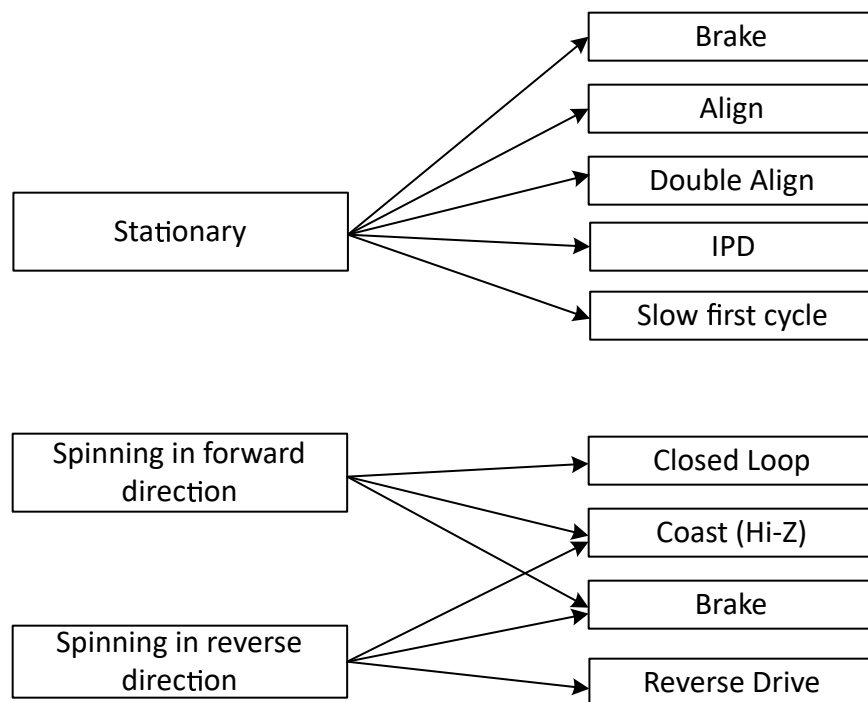 Brake
Align
Double Align
Stationary
IPD
Slow first cycle
Spinning in forward
direction
Closed Loop
Coast (Hi-Z)
Brake
Spinning in reverse
direction
Reverse Drive